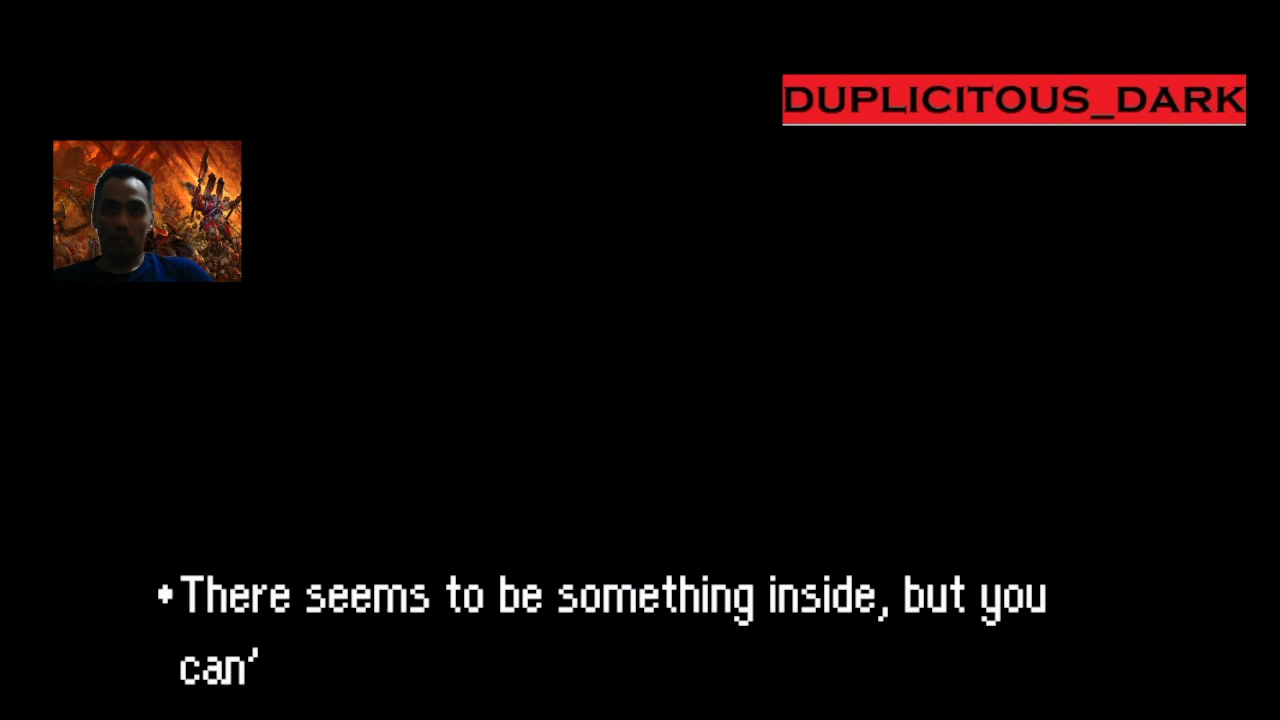 DUPLICITOUS_DARK
•There seems to be something inside, but you
can'